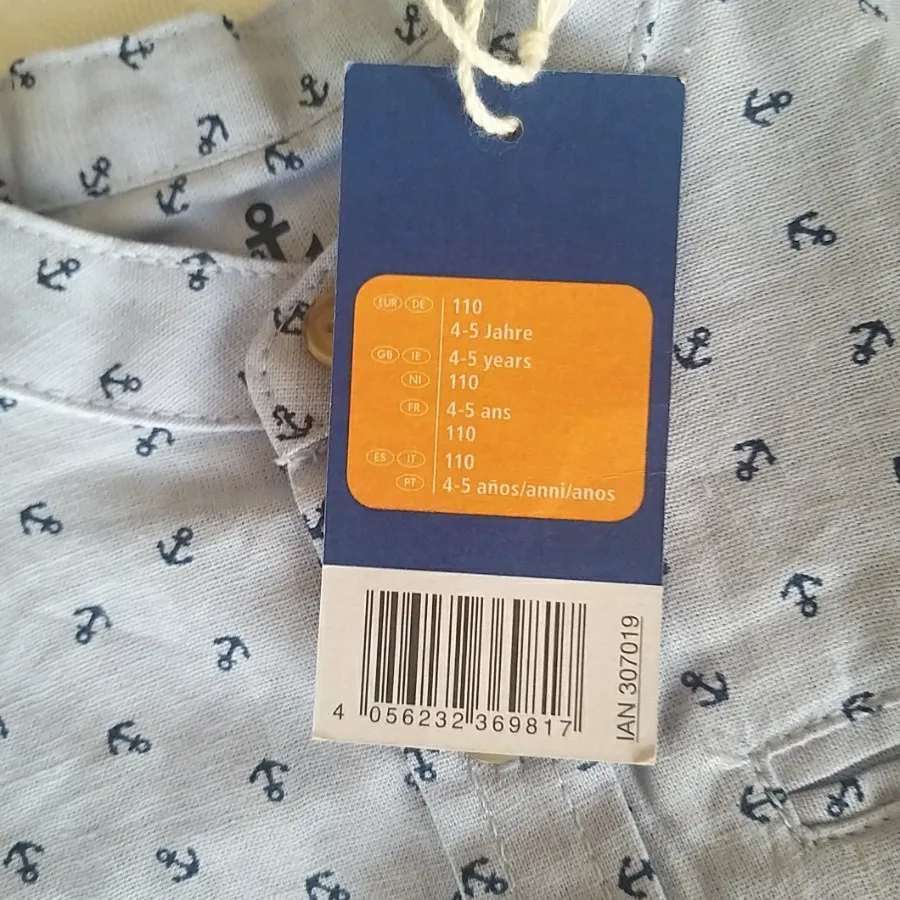 EUR DE 110
4-5 Jahre
GB IE 4-5 years
NI 110
FR 4-5 ans
110
ES IT 110
PT 4-5 años/anni/anos
4 056232 369817
IAN 307019